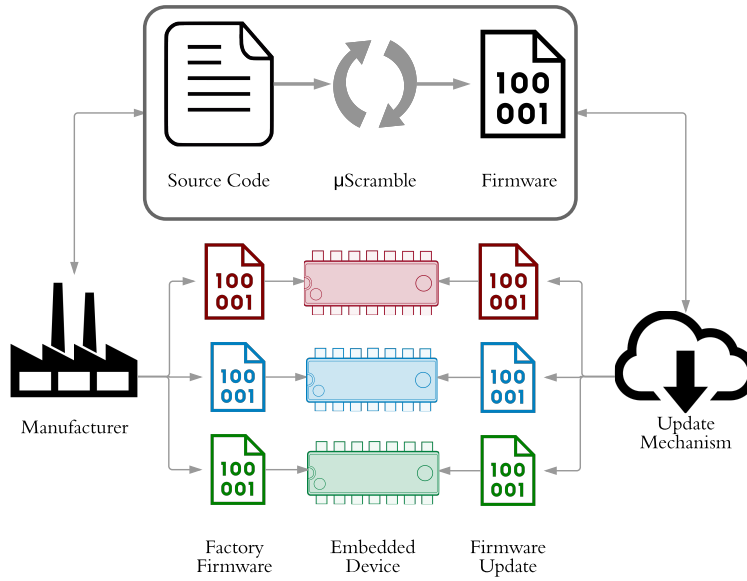 100
001
Source Code
μScramble
Firmware
100
001
100
001
100
001
100
001
Manufacturer
Update
Mechanism
100
001
100
001
Factory
Firmware
Embedded
Device
Firmware
Update